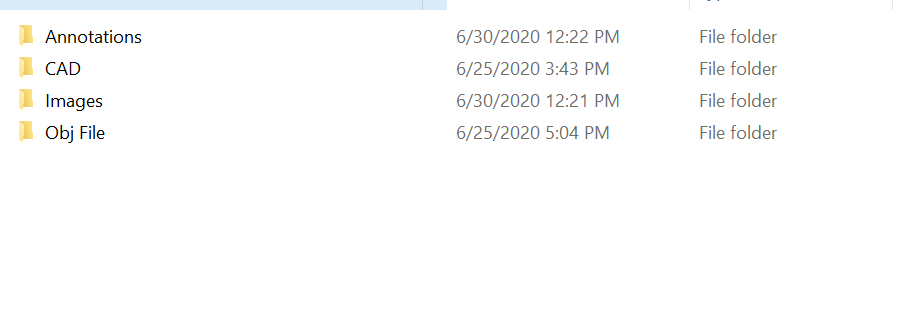 Annotations 6/30/2020 12:22 PM File folder
CAD 6/25/2020 3:43 PM File folder
Images 6/30/2020 12:21 PM File folder
Obj File 6/25/2020 5:04 PM File folder